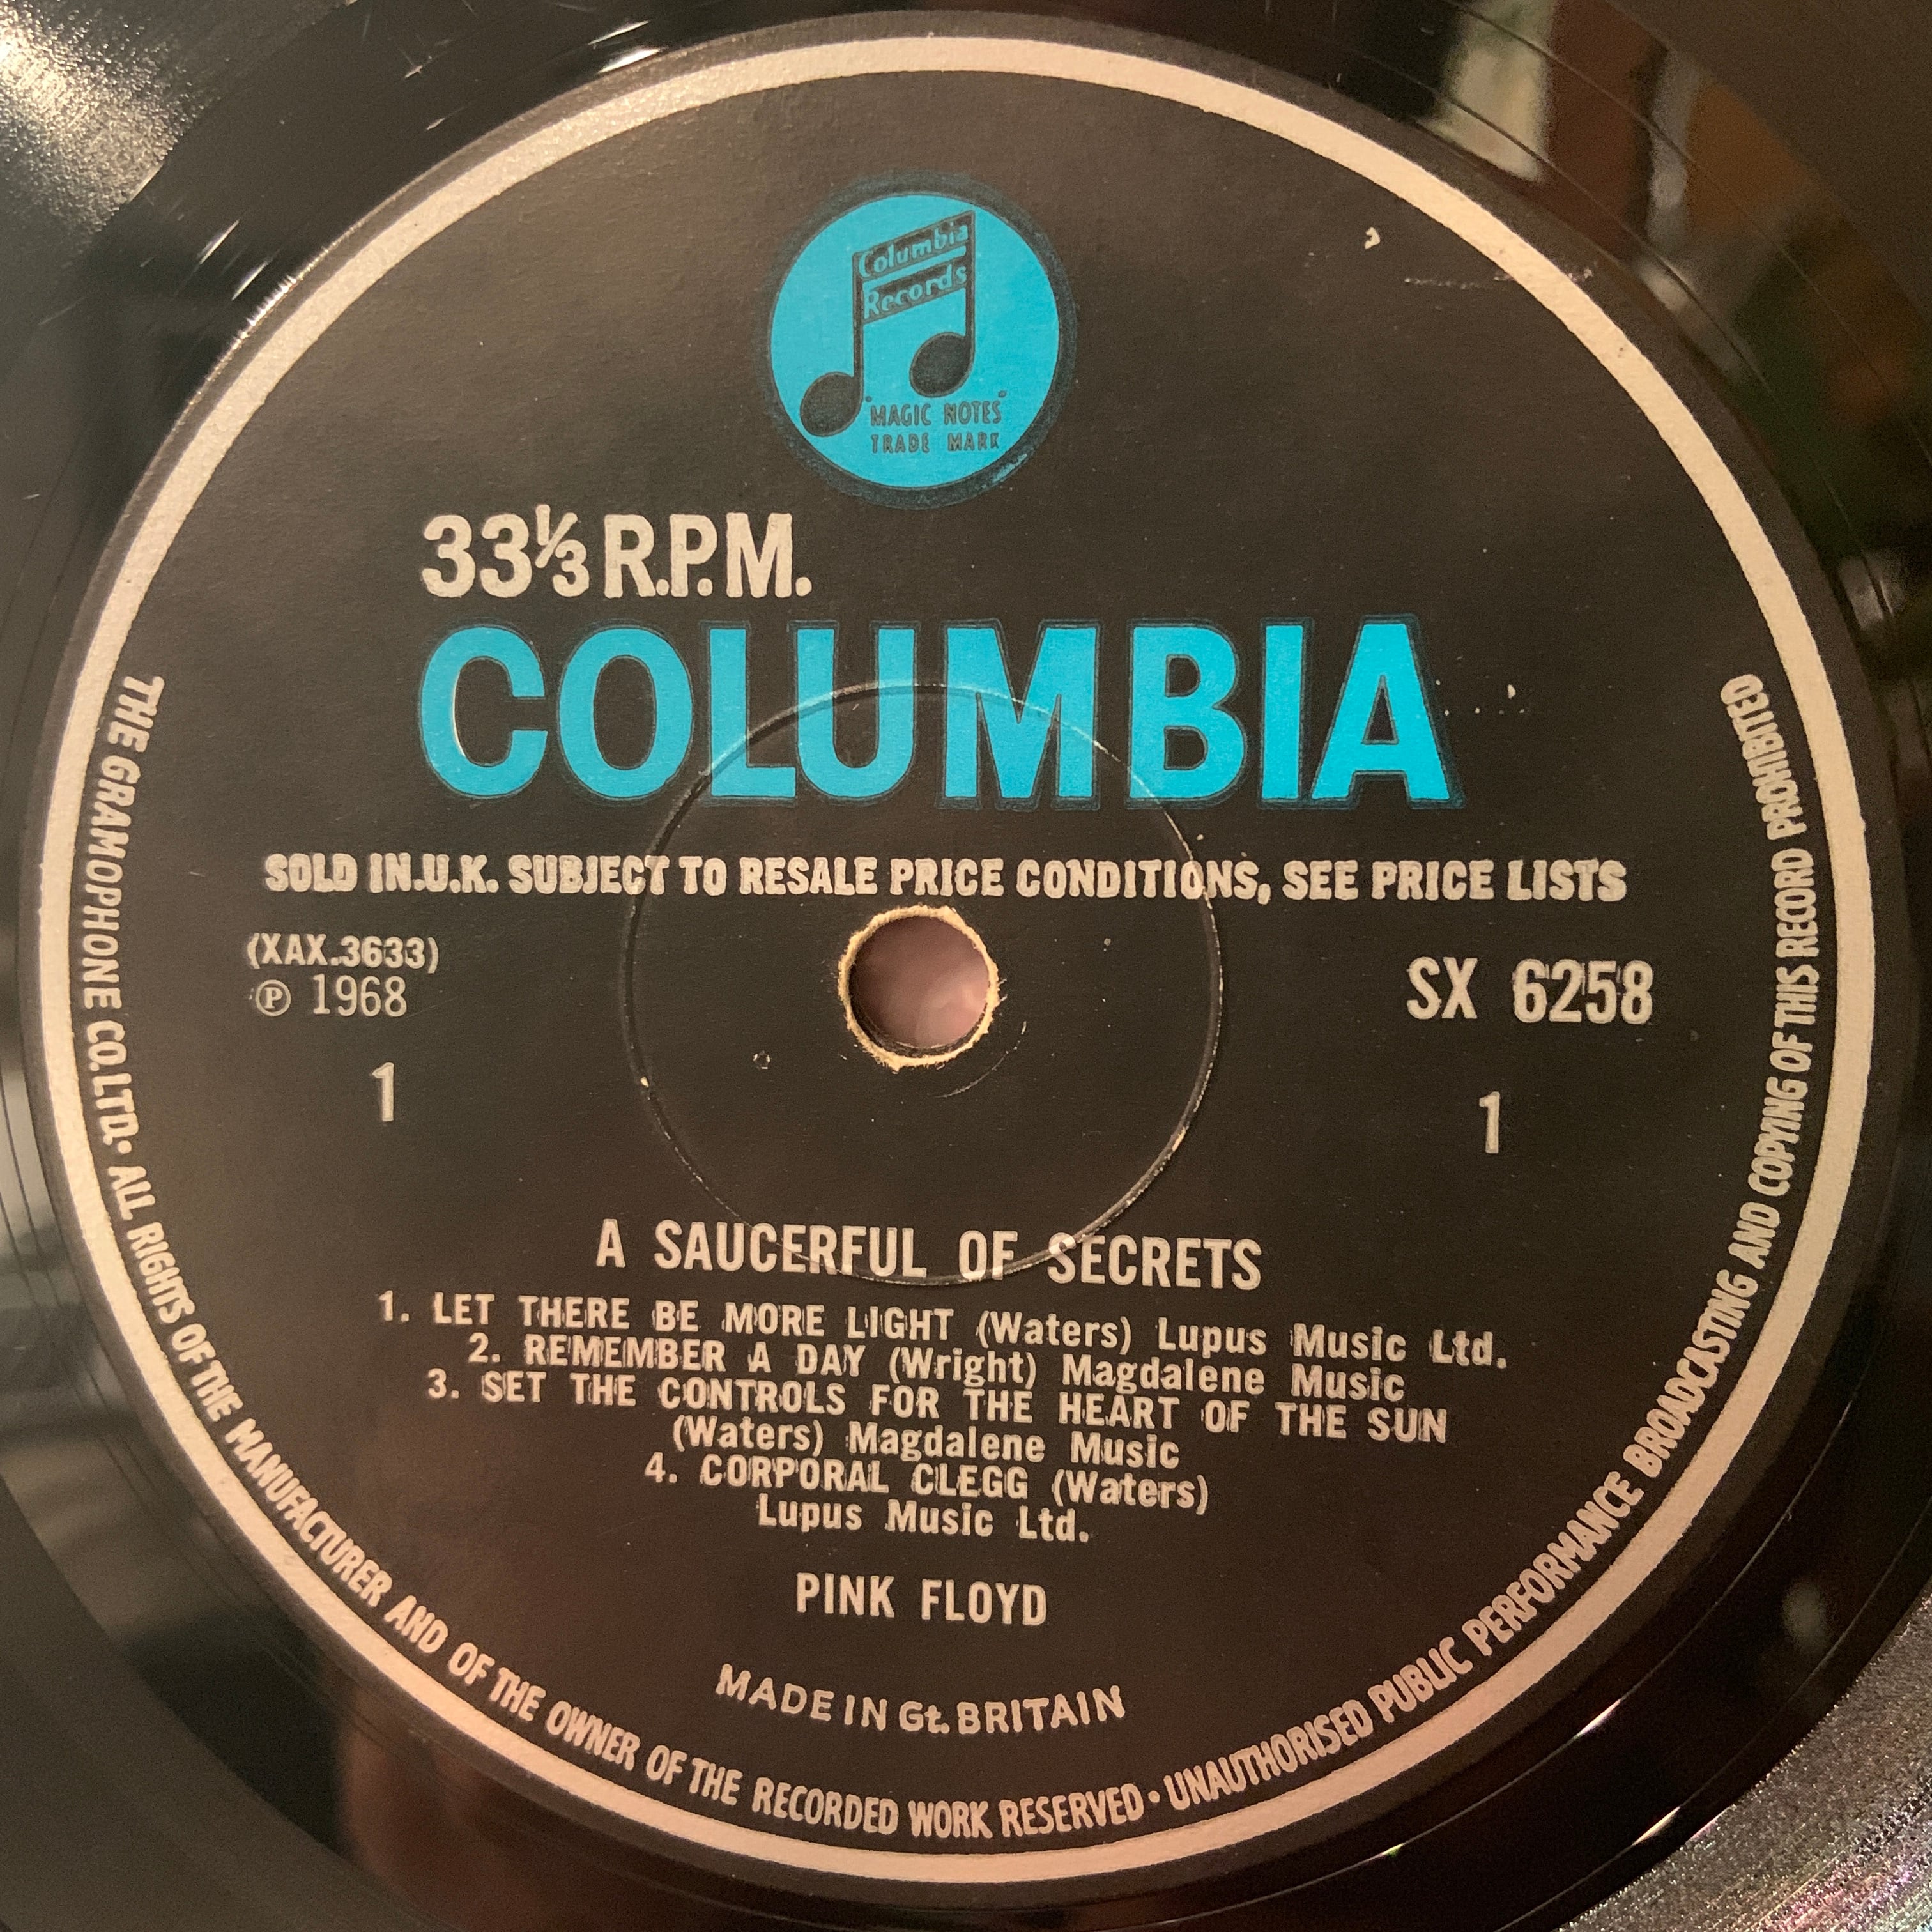 Columbia
Records
"MAGIC NOTES"
TRADE MARK
33⅓ R.P.M.
COLUMBIA
SOLD IN.U.K. SUBJECT TO RESALE PRICE CONDITIONS, SEE PRICE LISTS
(XAX.3633)
℗ 1968
SX 6258
1
1
A SAUCERFUL OF SECRETS
1. LET THERE BE MORE LIGHT (Waters) Lupus Music Ltd.
2. REMEMBER A DAY (Wright) Magdalene Music
3. SET THE CONTROLS FOR THE HEART OF THE SUN
(Waters) Magdalene Music
4. CORPORAL CLEGG (Waters)
Lupus Music Ltd.
PINK FLOYD
MADE IN Gt. BRITAIN
THE GRAMOPHONE CO. LTD. • ALL RIGHTS OF THE MANUFACTURER AND OF THE OWNER OF THE RECORDED WORK RESERVED • UNAUTHORISED PUBLIC PERFORMANCE BROADCASTING AND COPYING OF THIS RECORD PROHIBITED